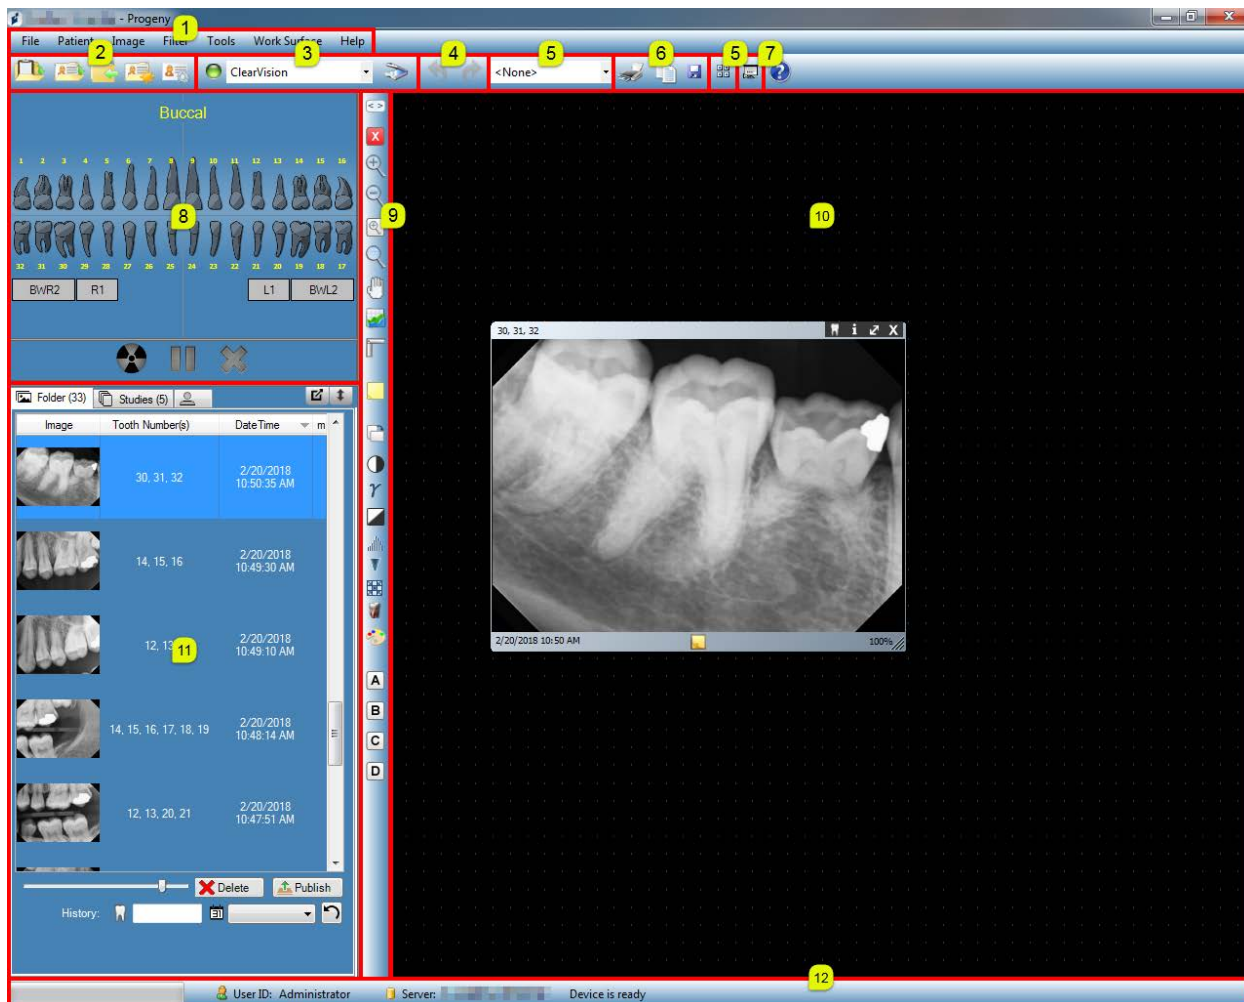 - Progeny
1
File Patient Image Filter Tools Work Surface Help
2 3 4 5 6 5 7
ClearVision <None> ?
Buccal
1 2 3 4 5 6 7 8 9 10 11 12 13 14 15 16
8
32 31 30 29 28 27 26 25 24 23 22 21 20 19 18 17
BWR2 R1 L1 BWL2
< >
X
9
10
30, 31, 32 i X
2/20/2018 10:50 AM 100%
Folder (33) Studies (5)
Image Tooth Number(s) DateTime m
30, 31, 32 2/20/2018
10:50:35 AM
14, 15, 16 2/20/2018
10:49:30 AM
12, 13 2/20/2018
10:49:10 AM
11
14, 15, 16, 17, 18, 19 2/20/2018
10:48:14 AM
12, 13, 20, 21 2/20/2018
10:47:51 AM
γ
A
B
C
D
Delete Publish
History: 31
12
User ID: Administrator Server: Device is ready